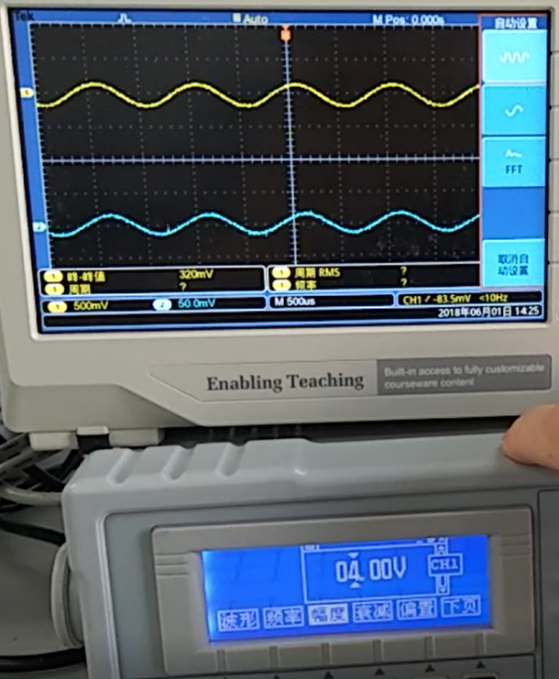 Tek
Auto
M Pos: 0.000s
自动设置
FFT
取消自
动设置
1 峰-峰值 320mV
1 周期 ?
1 周期 RMS ?
1 频率 ?
1 500mV 2 50.0mV M 500us CH1 / -83.5mV <10Hz
2018年06月01日 14:25
Enabling Teaching
Built-in access to fully customizable
courseware content
04.00V CH1
波形 频率 幅度 衰减 偏置 下页